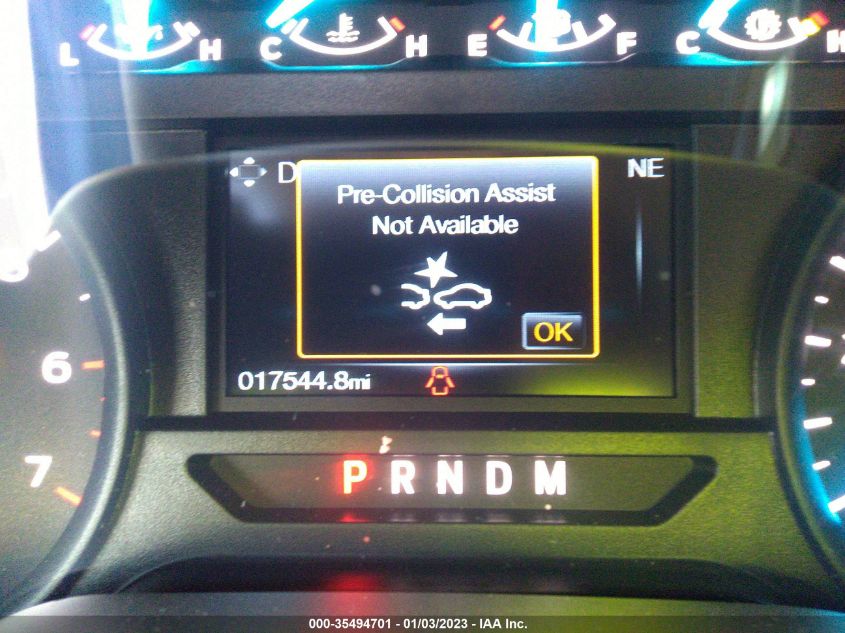 L H C H E F C H
D NE
Pre-Collision Assist
Not Available
OK
017544.8mi
6
7
P R N D M
000-35494701 - 01/03/2023 - IAA Inc.